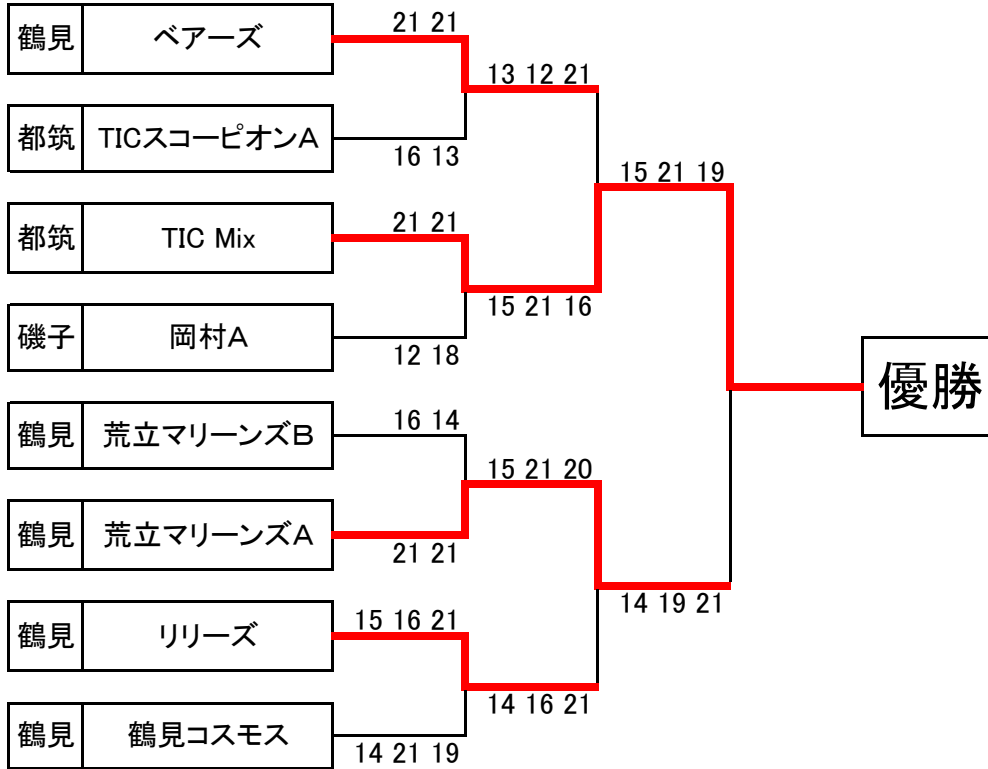 鶴見 ベアーズ 21 21
13 12 21
都筑 TICスコーピオンA 16 13
15 21 19
都筑 TIC Mix 21 21
15 21 16
磯子 岡村A 12 18
優勝
鶴見 荒立マリーンズB 16 14
15 21 20
鶴見 荒立マリーンズA 21 21
14 19 21
鶴見 リリーズ 15 16 21
14 16 21
鶴見 鶴見コスモス 14 21 19